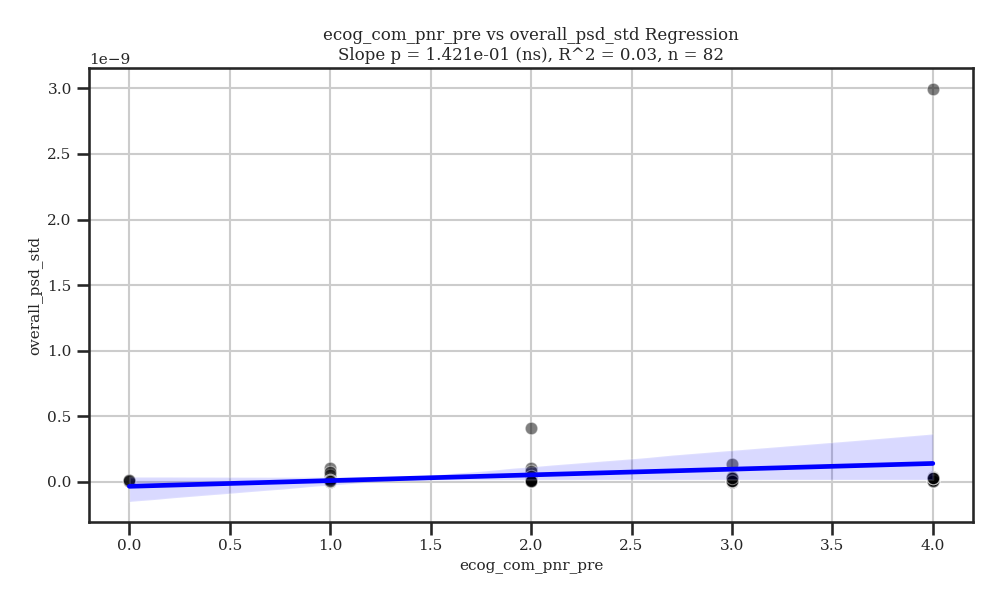 ecog_com_pnr_pre vs overall_psd_std Regression
Slope p = 1.421e-01 (ns), R^2 = 0.03, n = 82
1e−9
3.0
2.5
2.0
1.5
1.0
0.5
0.0
overall_psd_std
0.0 0.5 1.0 1.5 2.0 2.5 3.0 3.5 4.0
ecog_com_pnr_pre